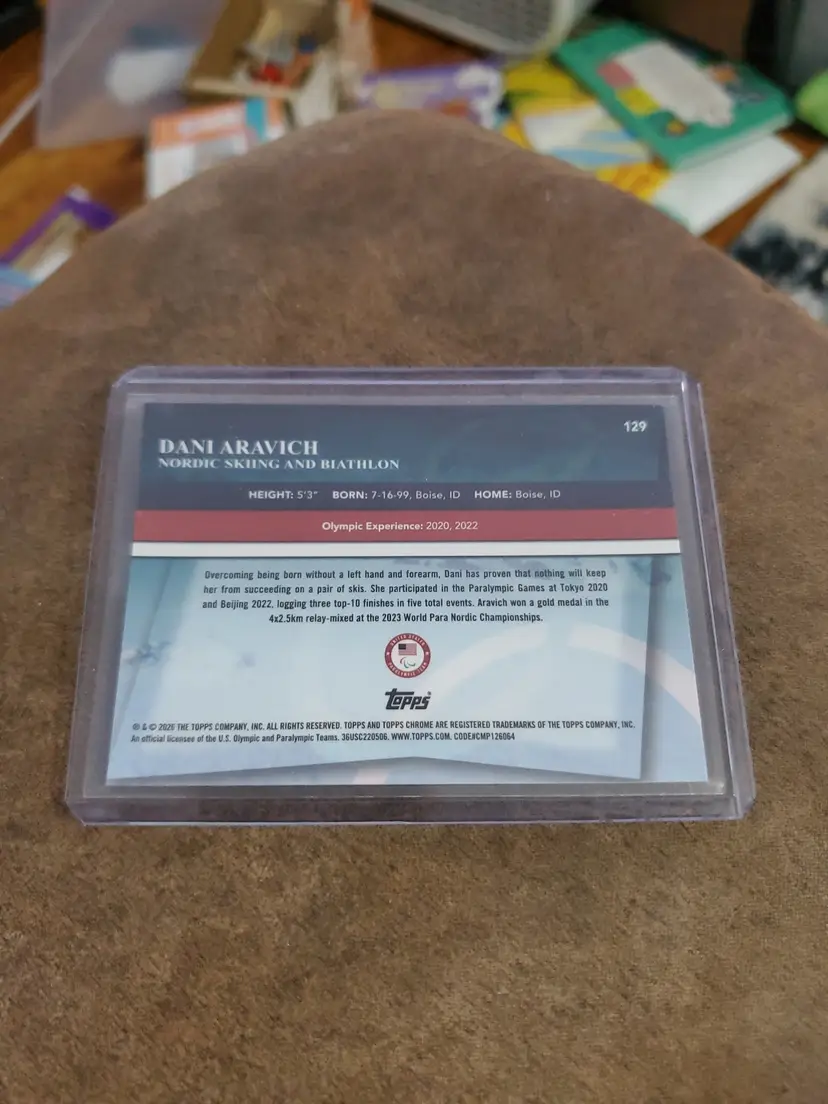 129
DANI ARAVICH
NORDIC SKIING AND BIATHLON
HEIGHT: 5'3" BORN: 7-16-99, Boise, ID HOME: Boise, ID
Olympic Experience: 2020, 2022
Overcoming being born without a left hand and forearm, Dani has proven that nothing will keep
her from succeeding on a pair of skis. She participated in the Paralympic Games at Tokyo 2020
and Beijing 2022, logging three top-10 finishes in five total events. Aravich won a gold medal in the
4x2.5km relay-mixed at the 2023 World Para Nordic Championships.
UNITED STATES
PARALYMPIC TEAM
Topps
® & © 2026 THE TOPPS COMPANY, INC. ALL RIGHTS RESERVED. TOPPS AND TOPPS CHROME ARE REGISTERED TRADEMARKS OF THE TOPPS COMPANY, INC.
An official licensee of the U.S. Olympic and Paralympic Teams. 36USC220506. WWW.TOPPS.COM. CODE#CMP126064